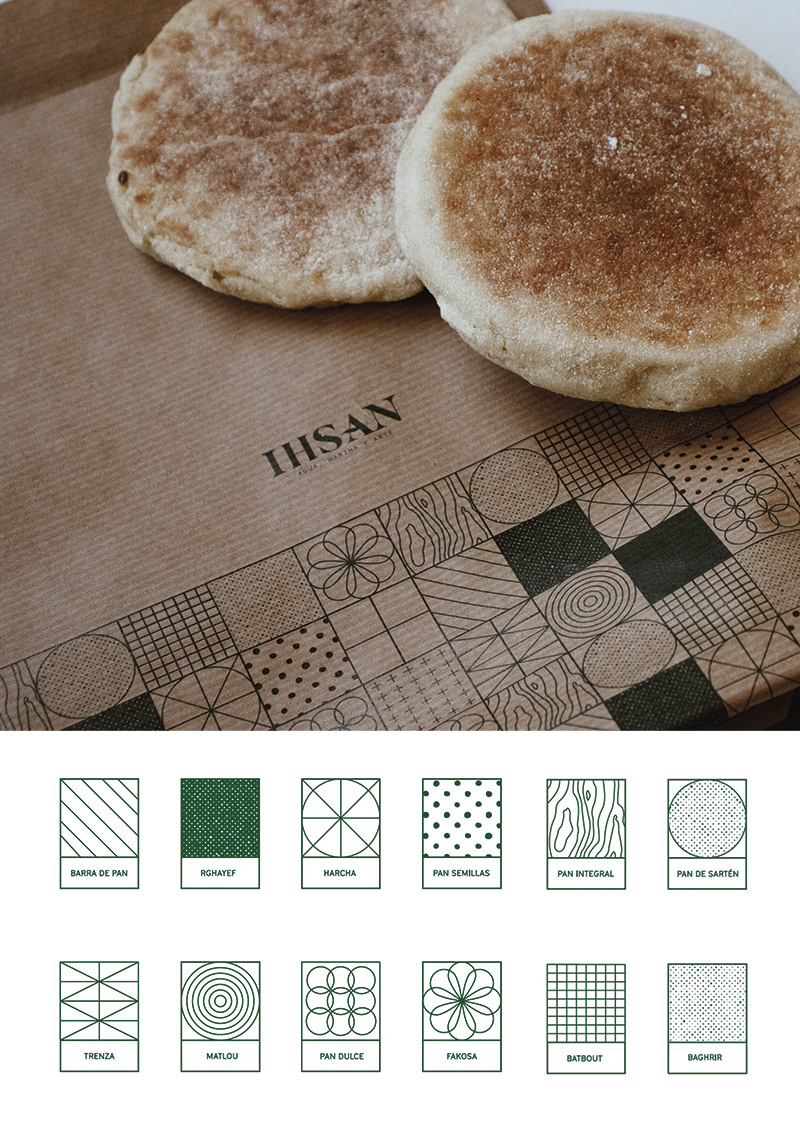 IHSAN
AGUA, HARINA Y ARTE
BARRA DE PAN
RGHAYEF
HARCHA
PAN SEMILLAS
PAN INTEGRAL
PAN DE SARTÉN
TRENZA
MATLOU
PAN DULCE
FAKOSA
BATBOUT
BAGHRIR